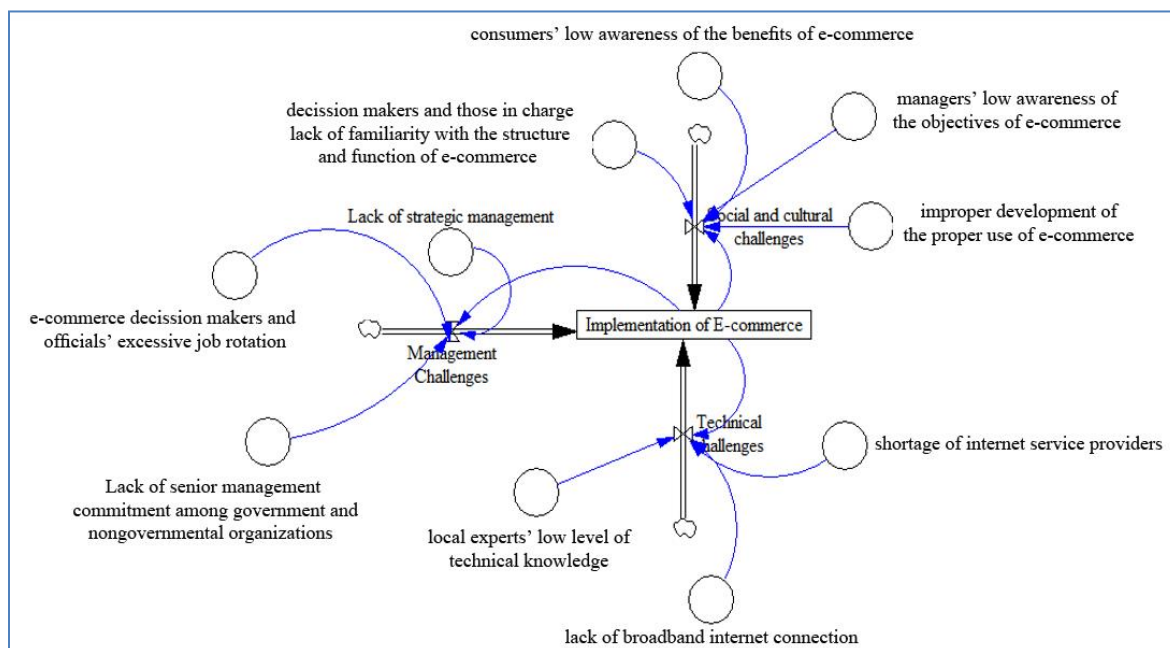 consumers’ low awareness of the benefits of e-commerce
decission makers and those in charge
lack of familiarity with the structure
and function of e-commerce
managers’ low awareness of
the objectives of e-commerce
Lack of strategic management
Social and cultural
challenges
improper development of
the proper use of e-commerce
e-commerce decission makers and
officials’ excessive job rotation
Implementation of E-commerce
Management
Challenges
Technical
challenges
shortage of internet service providers
Lack of senior management
commitment among government and
nongovernmental organizations
local experts’ low level of
technical knowledge
lack of broadband internet connection